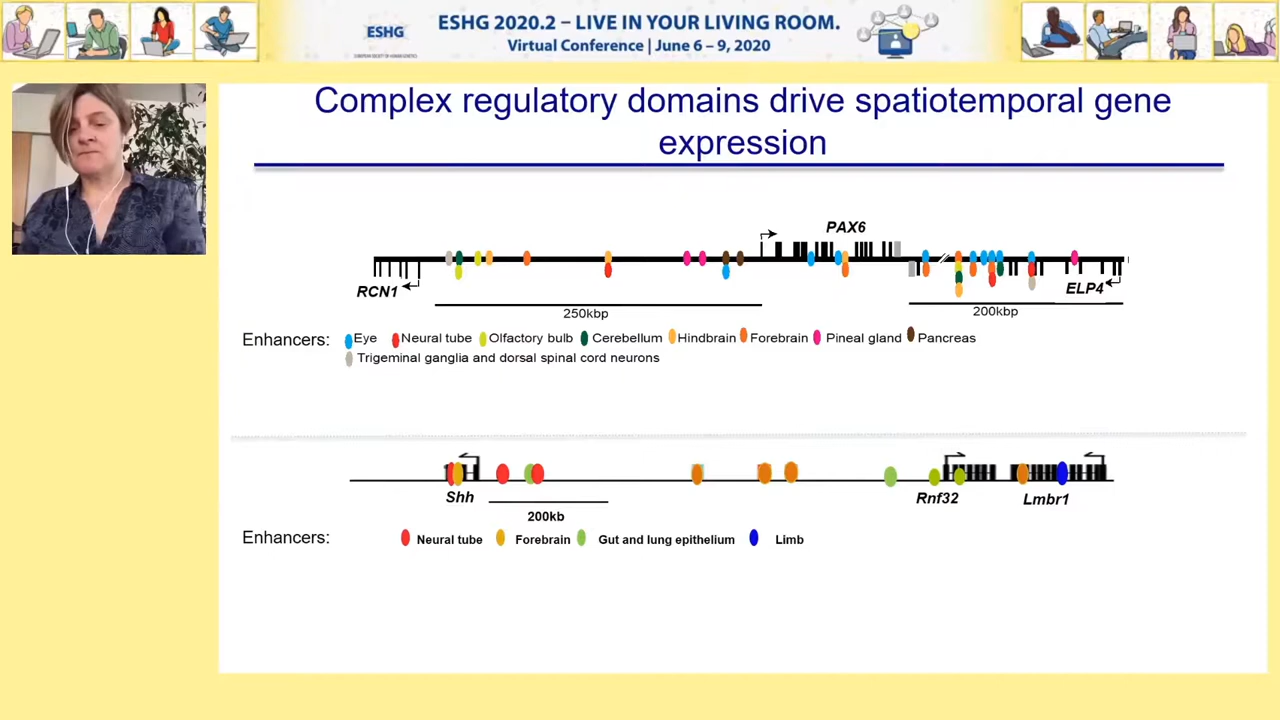 ESHG
ESHG 2020.2 – LIVE IN YOUR LIVING ROOM.
Virtual Conference | June 6 – 9, 2020
Complex regulatory domains drive spatiotemporal gene
expression
PAX6
RCN1
ELP4
250kbp
200kbp
Enhancers: Eye Neural tube Olfactory bulb Cerebellum Hindbrain Forebrain Pineal gland Pancreas
Trigeminal ganglia and dorsal spinal cord neurons
Shh
Rnf32
Lmbr1
200kb
Enhancers: Neural tube Forebrain Gut and lung epithelium Limb